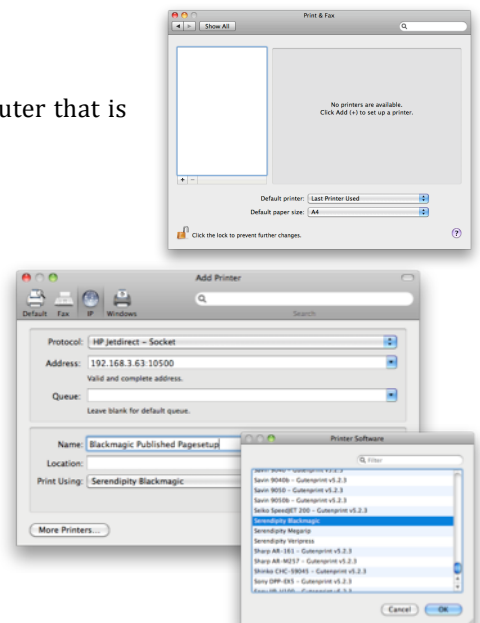 uter that is
Print & Fax
Show All
No printers are available.
Click Add (+) to set up a printer.
+ −
Default printer: Last Printer Used
Default paper size: A4
Click the lock to prevent further changes.
?
Add Printer
Default Fax IP Windows
Search
Protocol: HP Jetdirect – Socket
Address: 192.168.3.63:10500
Valid and complete address.
Queue:
Leave blank for default queue.
Name: Blackmagic Published Pagesetup
Location:
Print Using: Serendipity Blackmagic
More Printers...
Printer Software
Filter
Savin 9040 – Gutenprint v5.2.3
Savin 9040b – Gutenprint v5.2.3
Savin 9050 – Gutenprint v5.2.3
Savin 9050b – Gutenprint v5.2.3
Seiko SpeedJET 200 – Gutenprint v5.2.3
Serendipity Blackmagic
Serendipity Megarip
Serendipity Veripress
Sharp AR-161 – Gutenprint v5.2.3
Sharp AR-M257 – Gutenprint v5.2.3
Shinko CHC-S9045 – Gutenprint v5.2.3
Sony DPP-EX5 – Gutenprint v5.2.3
Cancel OK